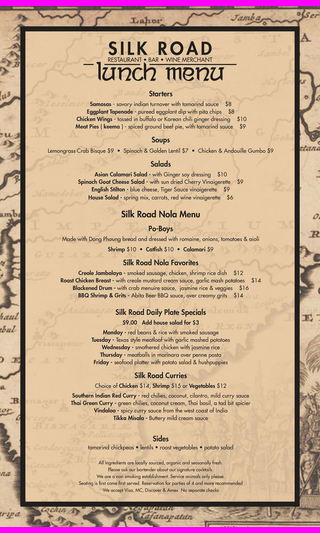 Lahor
Jamba
SILK ROAD
RESTAURANT • BAR • WINE MERCHANT
lunch menu
Starters
Samosas - savory indian turnover with tamarind sauce $8
Eggplant Tapenade - pureed eggplant dip with pita chips $8
Chicken Wings - tossed in buffalo or Korean chili ginger dressing $10
Meat Pies ( keema ) - spiced ground beef pie, with tamarind sauce $9
Soups
Lemongrass Crab Bisque $9 • Spinach & Golden Lentil $7 • Chicken & Andouille Gumbo $9
Salads
Asian Calamari Salad - with Ginger soy dressing $10
Spinach Goat Cheese Salad - with sun dried Cherry Vinaigerette $9
English Stilton - blue cheese, Tiger Sauce vinaigerette $9
House Salad - spring mix, carrots, red wine vinaigerette $6
Silk Road Nola Menu
Po-Boys
Made with Dong Phoung bread and dressed with romaine, onions, tomatoes & aioli
Shrimp $10 • Catfish $10 • Calamari $9
Silk Road Nola Favorites
Creole Jambalaya - smoked sausage, chicken, shrimp rice dish $12
Roast Chicken Breast - with creole mustard cream sauce, garlic mash potatoes $14
Blackened Drum - with crab menuire sauce, jasmine rice & veggies $16
BBQ Shrimp & Grits - Abita Beer BBQ sauce, over creamy grits $14
Silk Road Daily Plate Specials
$9.00 Add house salad for $3
Monday - red beans & rice with smoked sausage
Tuesday - Texas style meatloaf with garlic mashed potatoes
Wednesday - smothered chicken with jasmine rice
Thursday - meatballs in marinara over penne pasta
Friday - seafood platter with potato salad & hushpuppies
Silk Road Curries
Choice of Chicken $14, Shrimp $15 or Vegetables $12
Southern Indian Red Curry - red chilies, coconut, cilantro, mild curry sauce
Thai Green Curry - green chilies, coconut cream, Thai basil, a tad bit spicier
Vindaloo - spicy curry sauce from the west coast of India
Tikka Misala - Buttery mild cream sauce
Sides
tamarind chickpeas • lentils • roast vegetables • potato salad
All Ingredients are locally sourced, organic and seasonally fresh.
Please ask our bartender about our signature cocktails.
We are a non smoking establishment. Service animals only please.
Seating is first come first served. Reservation for parties of 6 and more recommended
We accept Visa, MC, Discover & Amex No separate checks
Tafanapatan